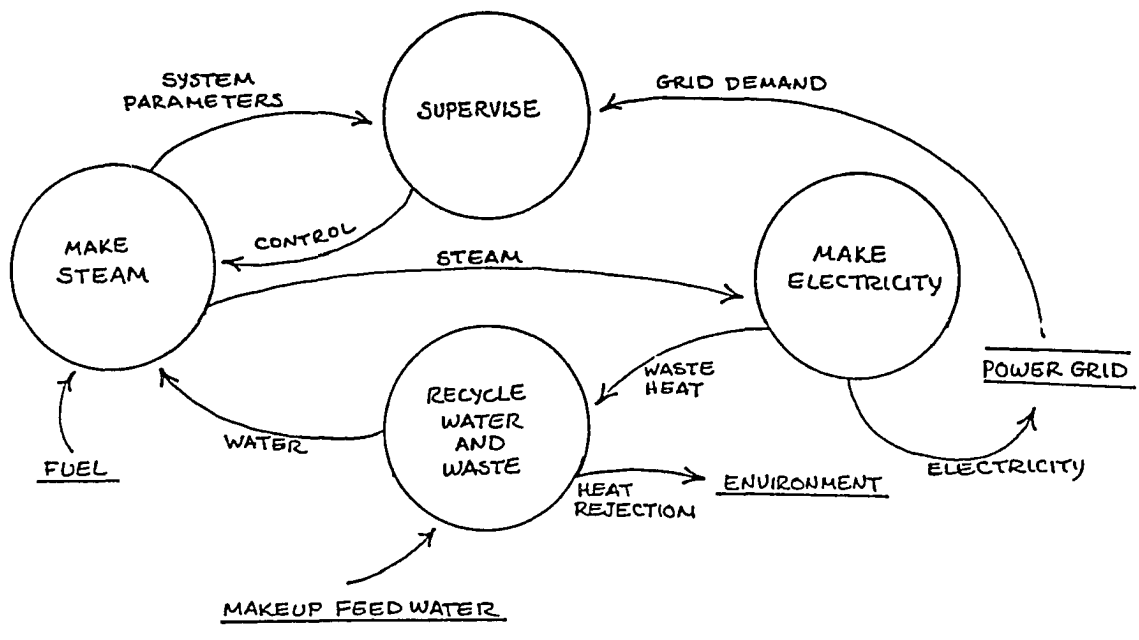 SYSTEM
PARAMETERS
SUPERVISE
GRID DEMAND
MAKE
STEAM
CONTROL
STEAM
MAKE
ELECTRICITY
WASTE
HEAT
POWER GRID
RECYCLE
WATER
AND
WASTE
WATER
FUEL
ELECTRICITY
HEAT
REJECTION
ENVIRONMENT
MAKEUP FEED WATER